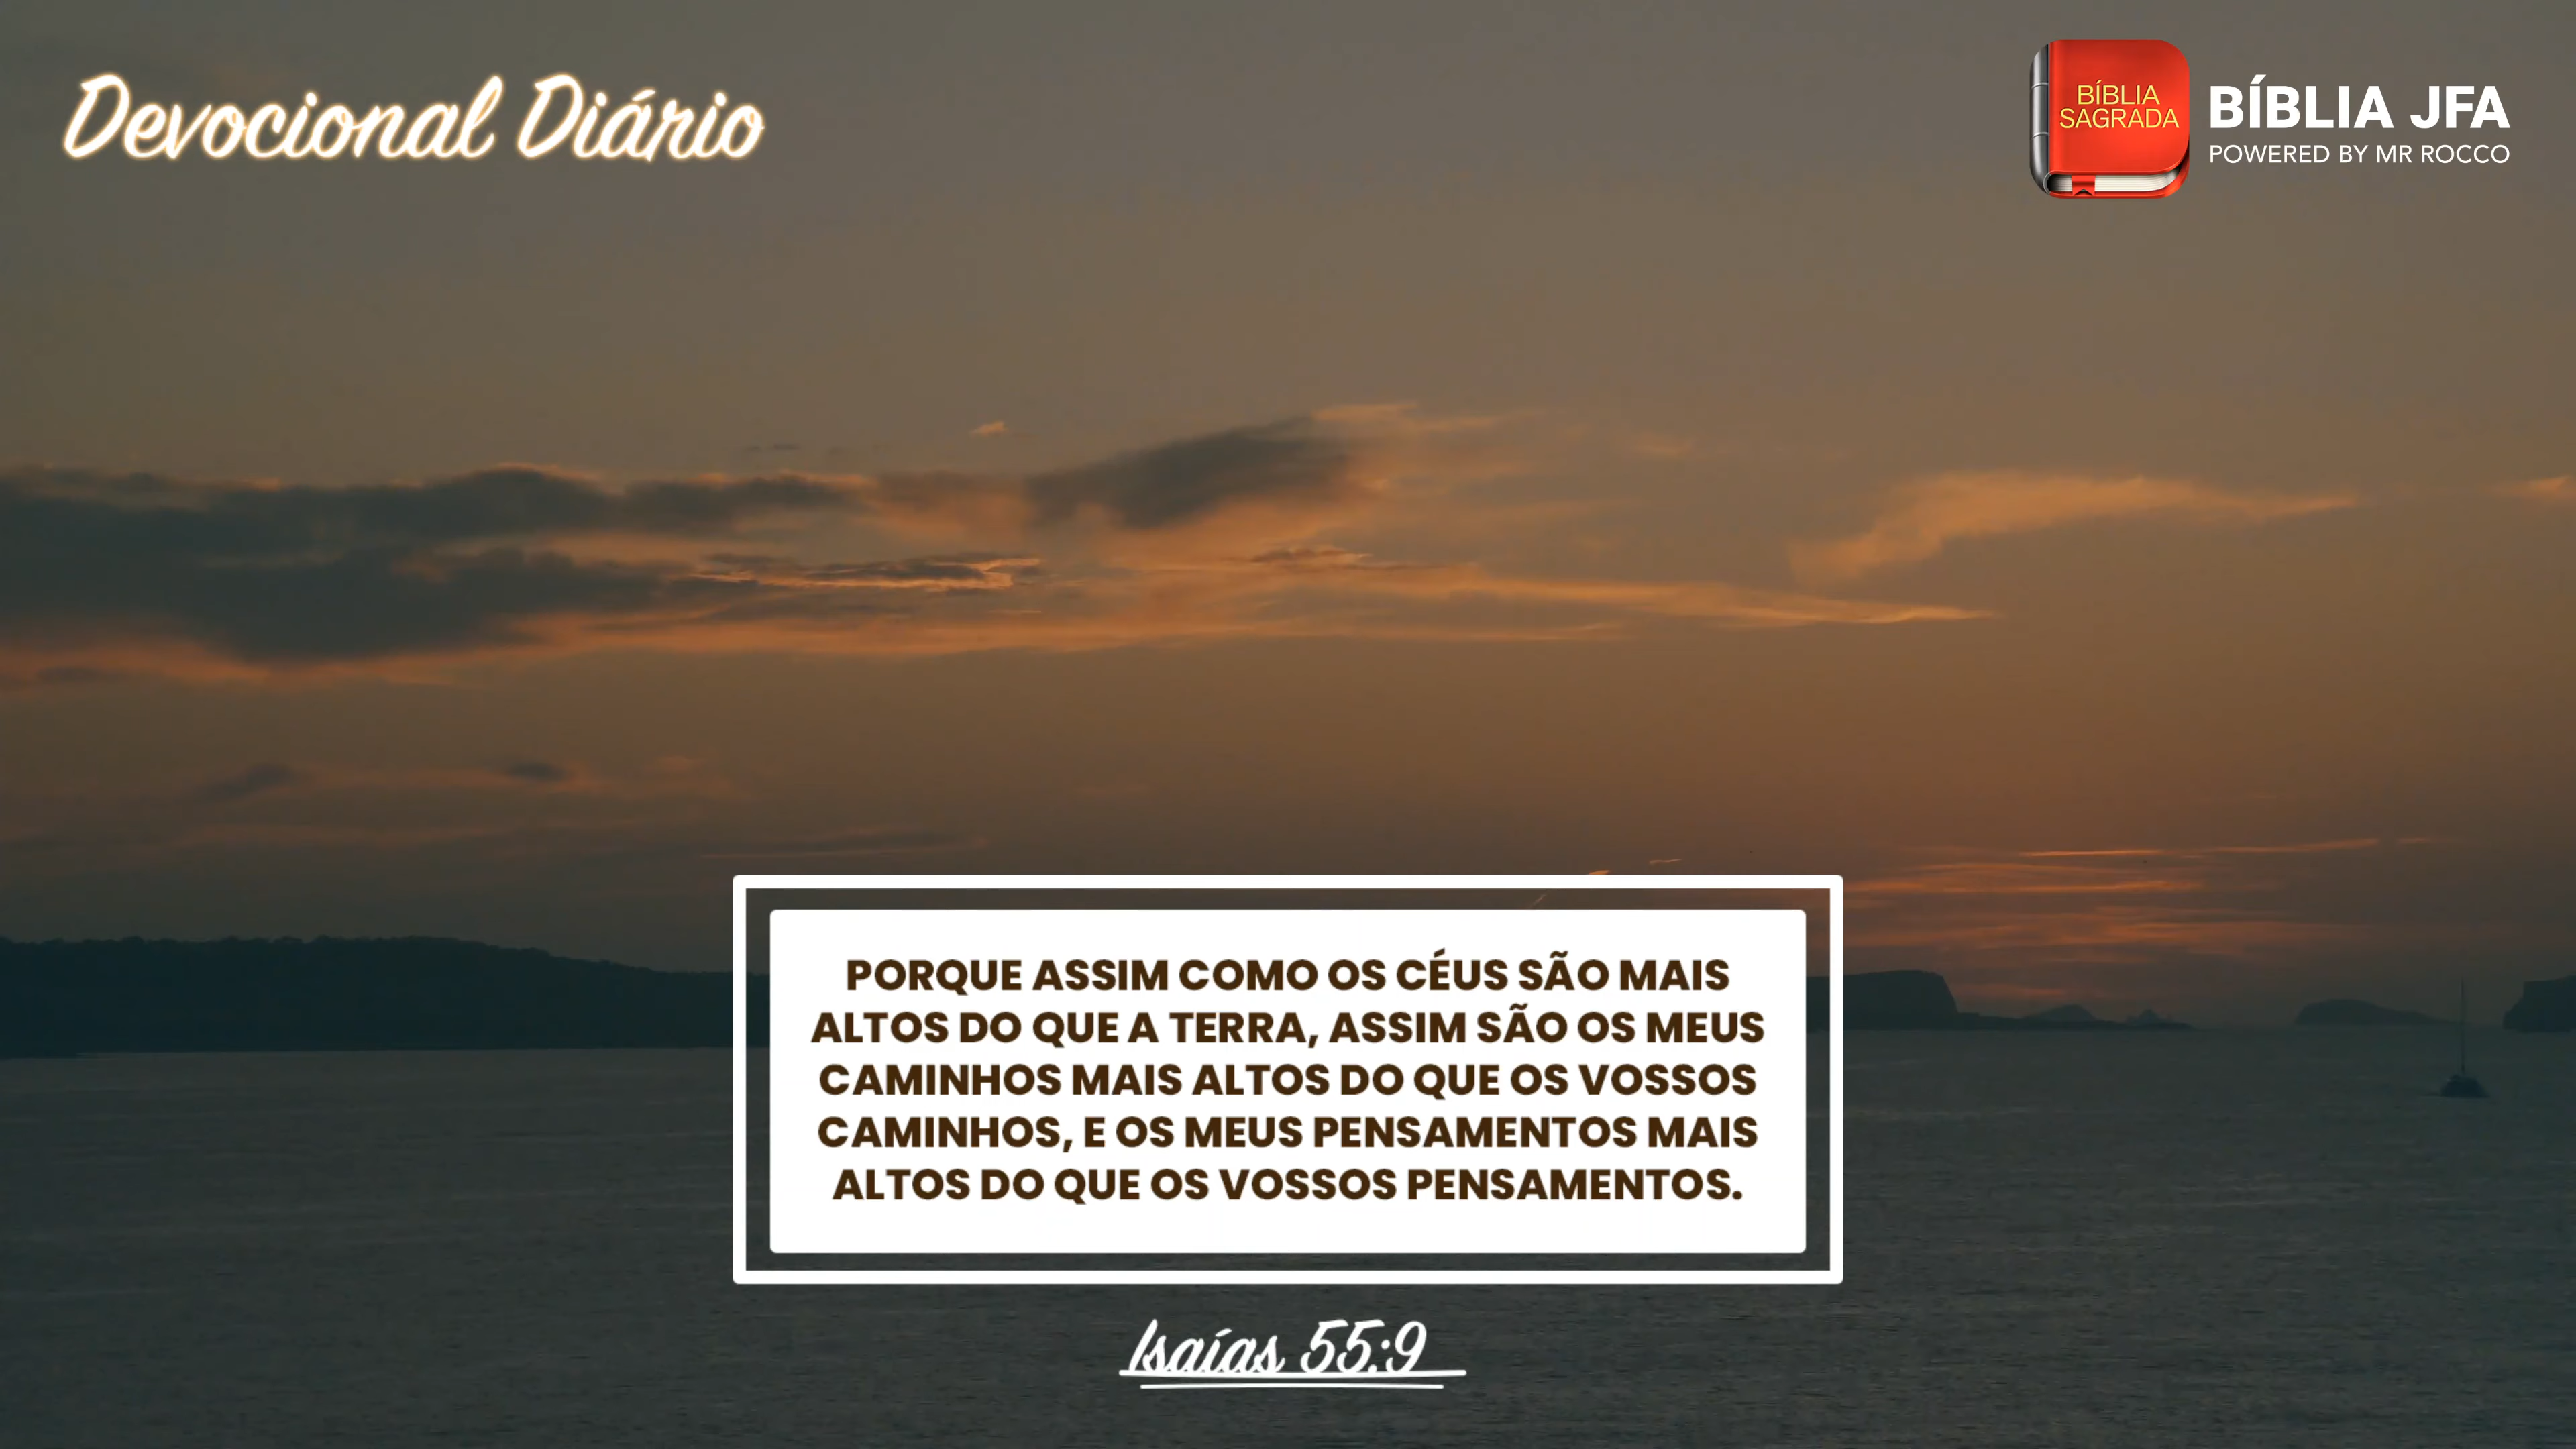 Devocional Diário
BÍBLIA
SAGRADA
BÍBLIA JFA
POWERED BY MR ROCCO
PORQUE ASSIM COMO OS CÉUS SÃO MAIS
ALTOS DO QUE A TERRA, ASSIM SÃO OS MEUS
CAMINHOS MAIS ALTOS DO QUE OS VOSSOS
CAMINHOS, E OS MEUS PENSAMENTOS MAIS
ALTOS DO QUE OS VOSSOS PENSAMENTOS.
Isaías 55:9